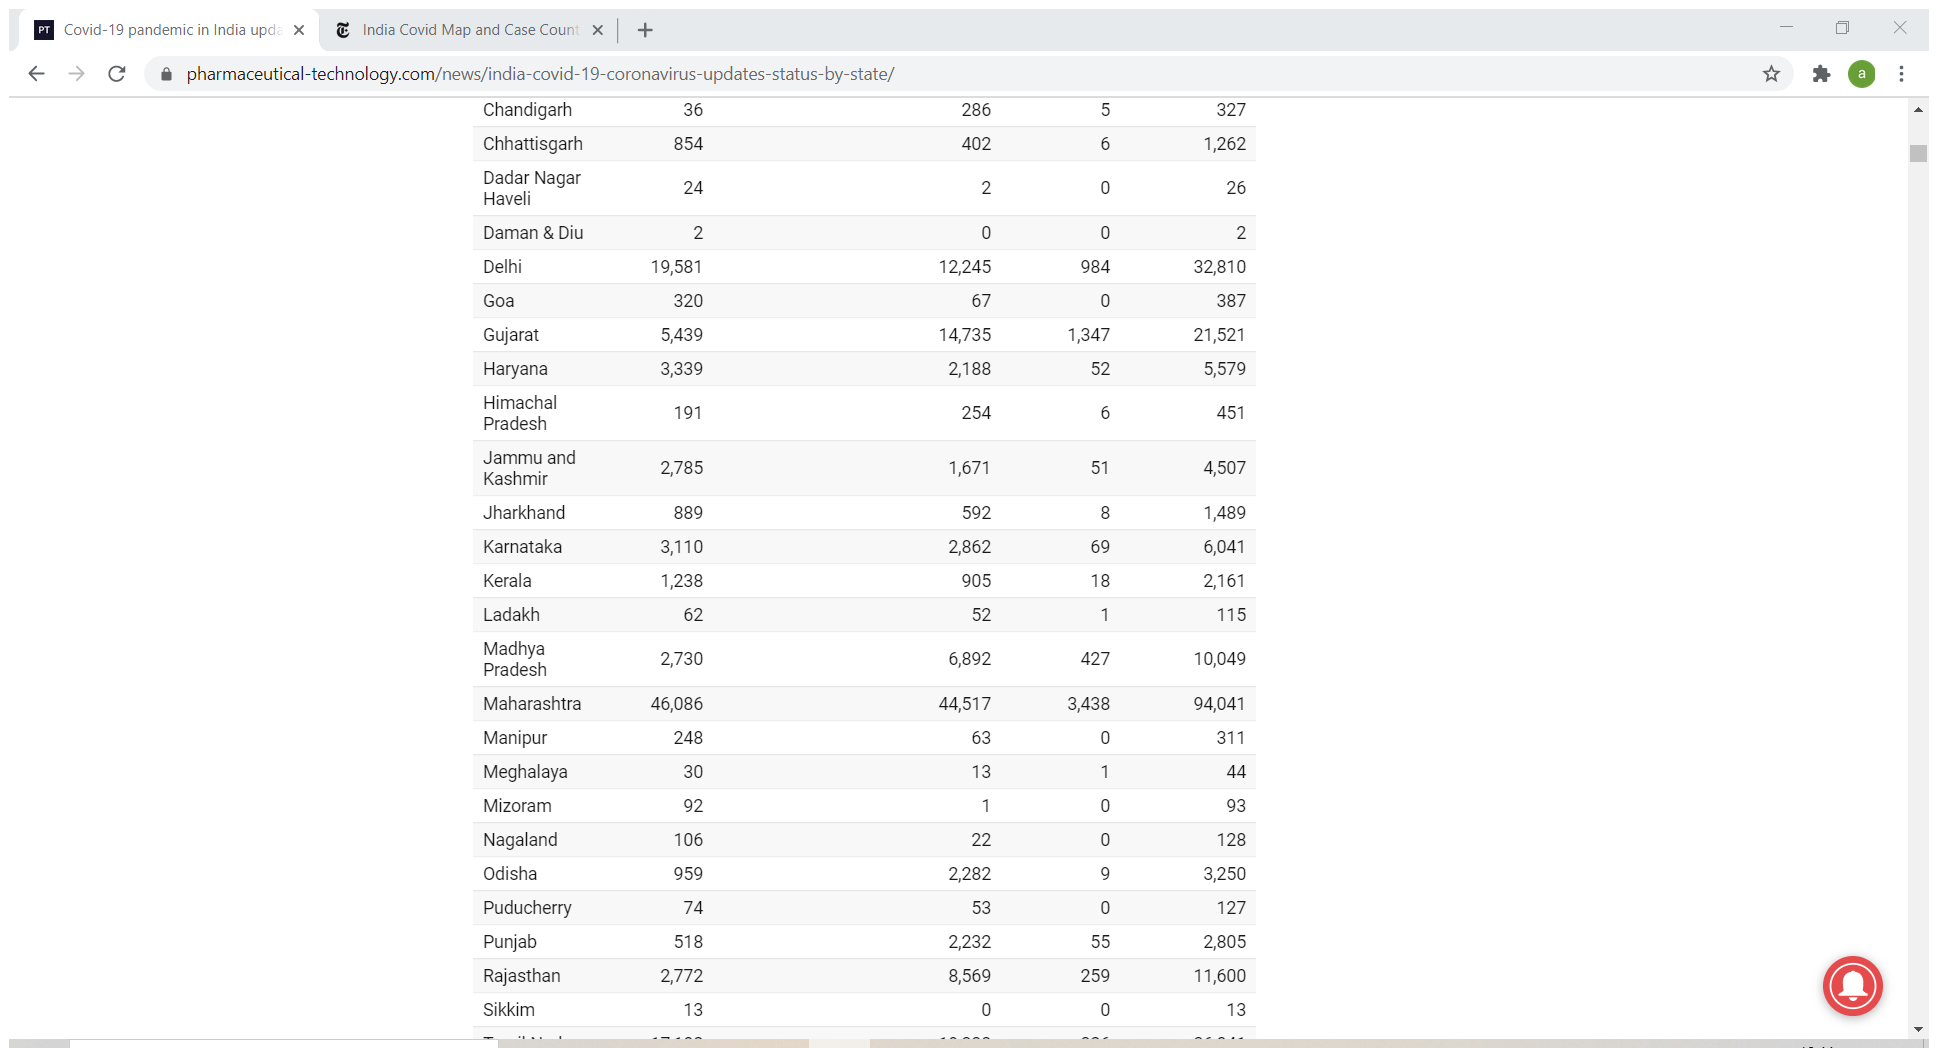 PT Covid-19 pandemic in India upda
India Covid Map and Case Count
pharmaceutical-technology.com/news/india-covid-19-coronavirus-updates-status-by-state/
a
Chandigarh 36 286 5 327
Chhattisgarh 854 402 6 1,262
Dadar Nagar
Haveli 24 2 0 26
Daman & Diu 2 0 0 2
Delhi 19,581 12,245 984 32,810
Goa 320 67 0 387
Gujarat 5,439 14,735 1,347 21,521
Haryana 3,339 2,188 52 5,579
Himachal
Pradesh 191 254 6 451
Jammu and
Kashmir 2,785 1,671 51 4,507
Jharkhand 889 592 8 1,489
Karnataka 3,110 2,862 69 6,041
Kerala 1,238 905 18 2,161
Ladakh 62 52 1 115
Madhya
Pradesh 2,730 6,892 427 10,049
Maharashtra 46,086 44,517 3,438 94,041
Manipur 248 63 0 311
Meghalaya 30 13 1 44
Mizoram 92 1 0 93
Nagaland 106 22 0 128
Odisha 959 2,282 9 3,250
Puducherry 74 53 0 127
Punjab 518 2,232 55 2,805
Rajasthan 2,772 8,569 259 11,600
Sikkim 13 0 0 13